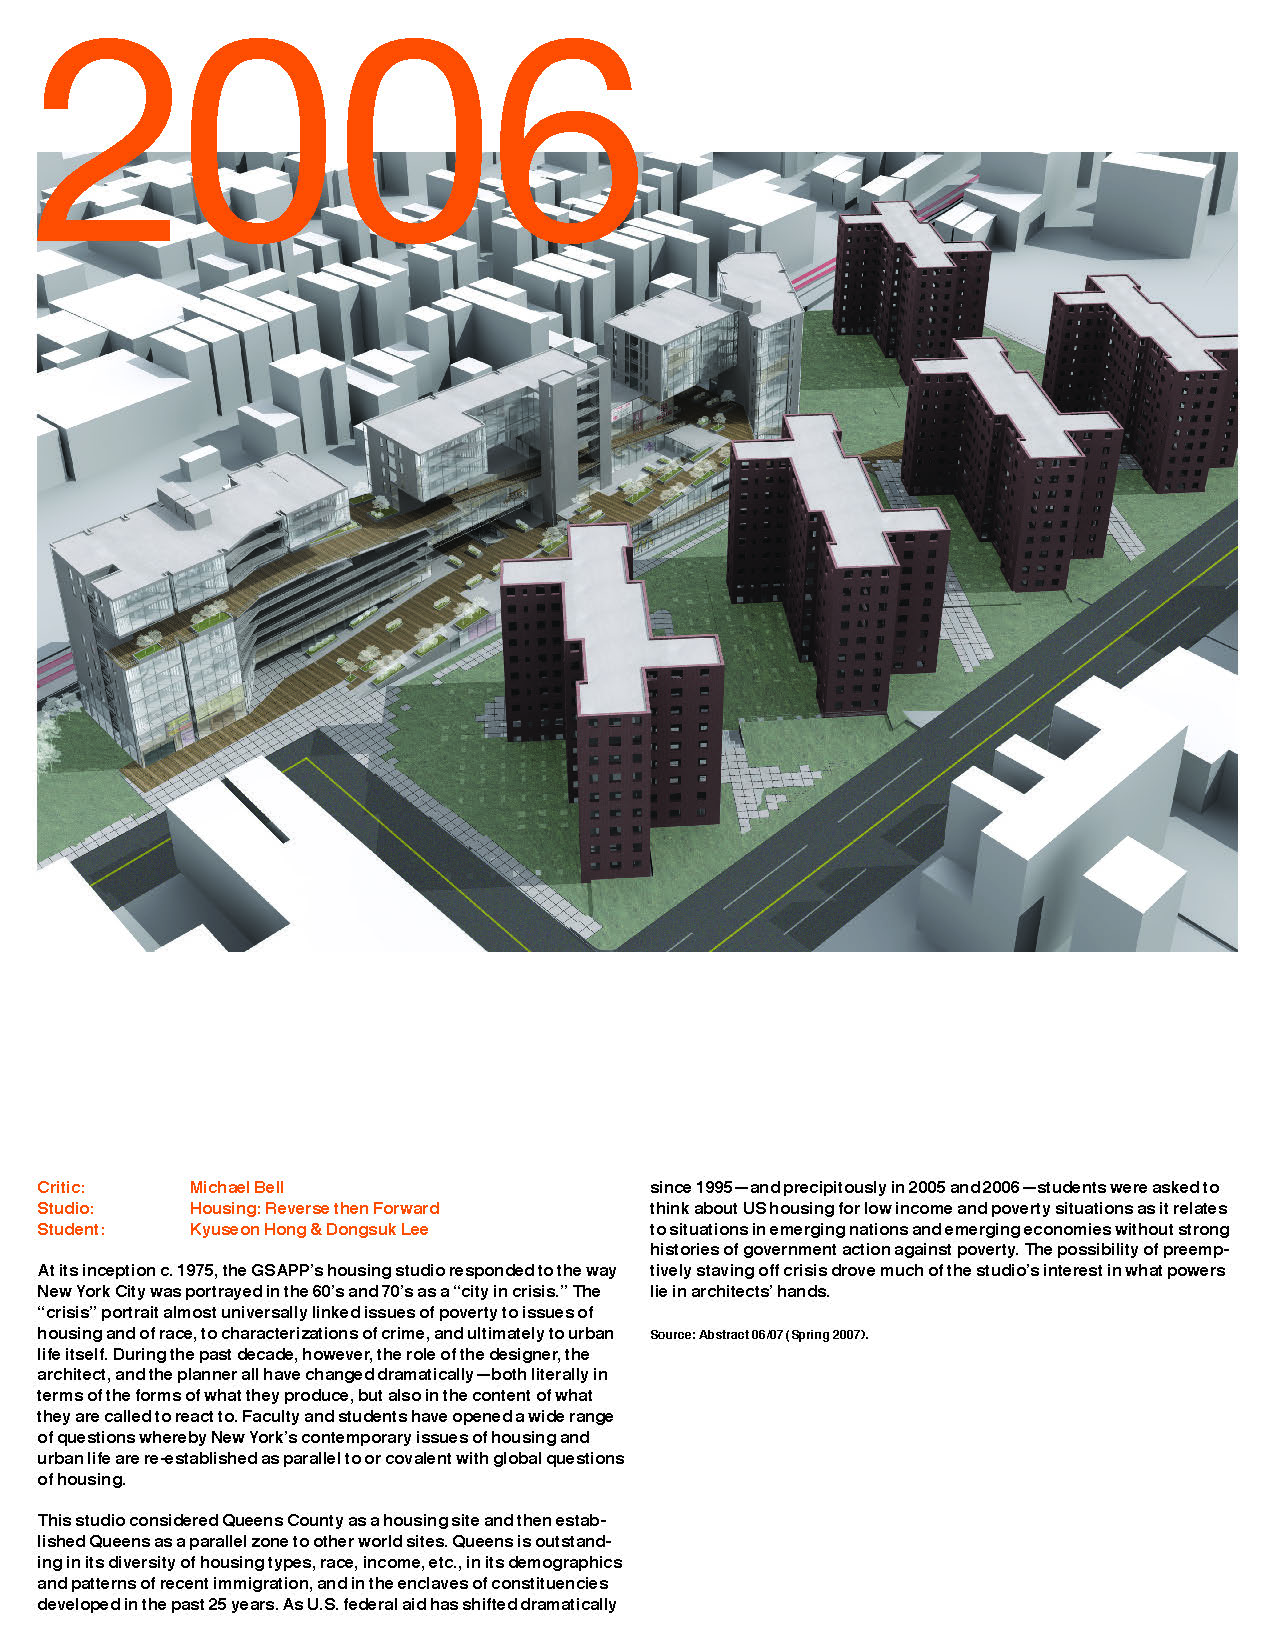 2006
Critic: Michael Bell
Studio: Housing: Reverse then Forward
Student: Kyuseon Hong & Dongsuk Lee
At its inception c. 1975, the GSAPP’s housing studio responded to the way
New York City was portrayed in the 60’s and 70’s as a “city in crisis.” The
“crisis” portrait almost universally linked issues of poverty to issues of
housing and of race, to characterizations of crime, and ultimately to urban
life itself. During the past decade, however, the role of the designer, the
architect, and the planner all have changed dramatically—both literally in
terms of the forms of what they produce, but also in the content of what
they are called to react to. Faculty and students have opened a wide range
of questions whereby New York’s contemporary issues of housing and
urban life are re-established as parallel to or covalent with global questions
of housing.
This studio considered Queens County as a housing site and then estab-
lished Queens as a parallel zone to other world sites. Queens is outstand-
ing in its diversity of housing types, race, income, etc., in its demographics
and patterns of recent immigration, and in the enclaves of constituencies
developed in the past 25 years. As U.S. federal aid has shifted dramatically
since 1995—and precipitously in 2005 and 2006—students were asked to
think about US housing for low income and poverty situations as it relates
to situations in emerging nations and emerging economies without strong
histories of government action against poverty. The possibility of preemp-
tively staving off crisis drove much of the studio’s interest in what powers
lie in architects’ hands.
Source: Abstract 06/07 (Spring 2007).